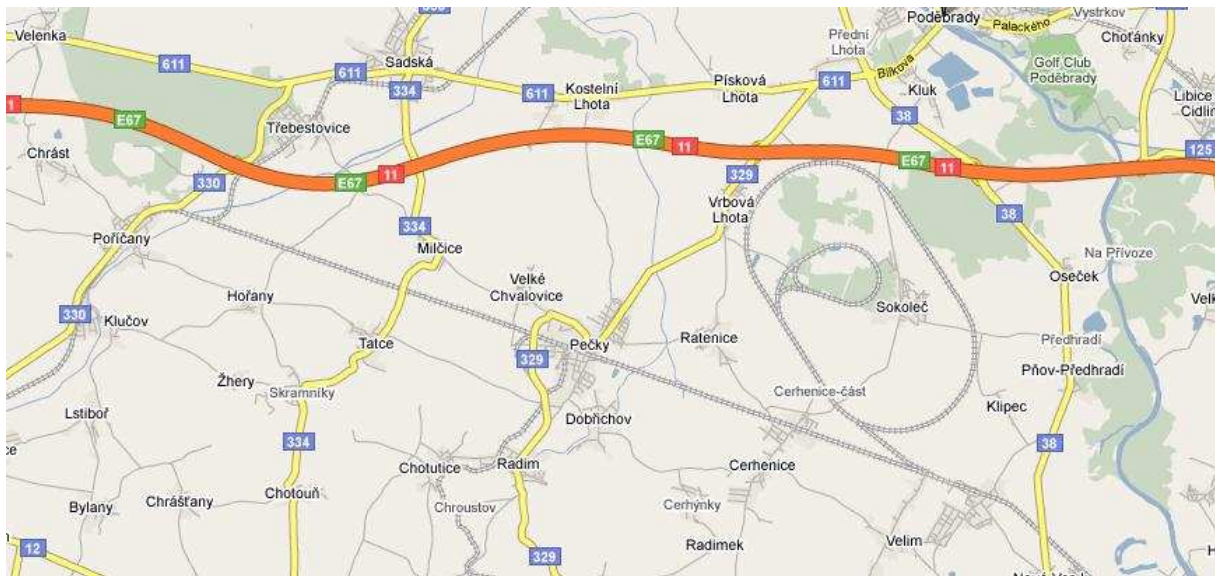 Velenka
611
Sadská
611
334
611
Kostelní
Lhota
Písková
Lhota
611
Přední
Lhota
Bílkova
Poděbrady
Palackého
Vystrkov
Choťánky
Golf Club
Poděbrady
Kluk
38
Libice
Cidlin
125
E67
Třebestovice
Chrást
330
E67
11
E67
11
329
E67
11
Vrbová
Lhota
38
Poříčany
334
Milčice
Na Přívoze
Oseček
Velké
Chvalovice
Hořany
Sokoleč
330
Klučov
Tatce
Pečky
329
Ratenice
Předhradí
Pňov-Předhradí
Žhery
Skramníky
Cerhenice-část
Klipec
Lstiboř
Dobřichov
334
38
Chotutice
Radim
Cerhenice
Bylany
Chrášťany
Chotouň
Chroustov
Cerhýnky
Velim
Radimek
12
329